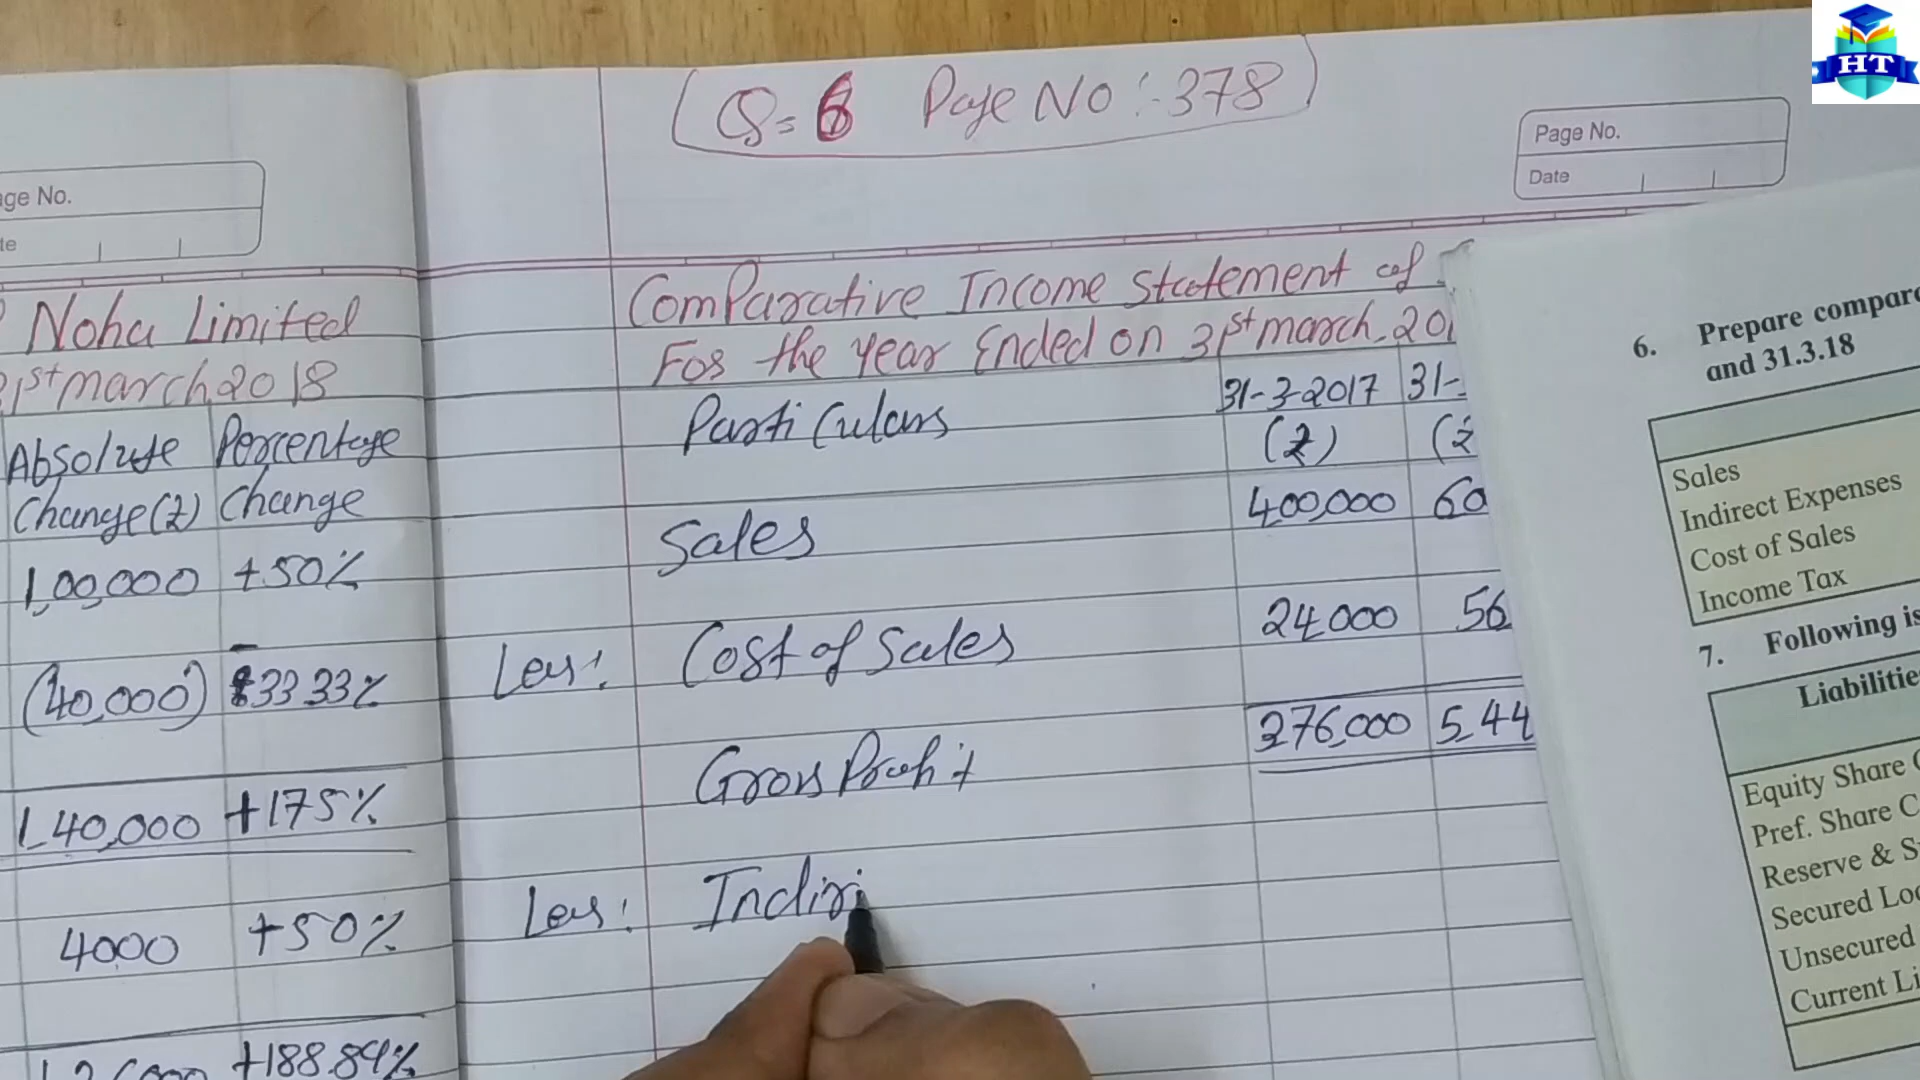 HT
Q=6 Page No:-378
Page No.
Date
Comparative Income Statement of
For the Year Ended on 31st march-201
Particulars 31-3-2017 31-
(₹) (₹
Sales 400,000 60
Less: Cost of Sales 24,000 56
Gross Profit 376,000 5,44
Less: Indiri
ge No.
te
Noha Limited
31st march,2018
Absolute Percentage
Change(₹) Change
1,00,000 +50%
(40,000) 33.33%
1,40,000 +175%
4000 +50%
+188.89%
6. Prepare compar
and 31.3.18
Sales
Indirect Expenses
Cost of Sales
Income Tax
7. Following is
Liabilitie
Equity Share C
Pref. Share C
Reserve & S
Secured Lo
Unsecured
Current Li